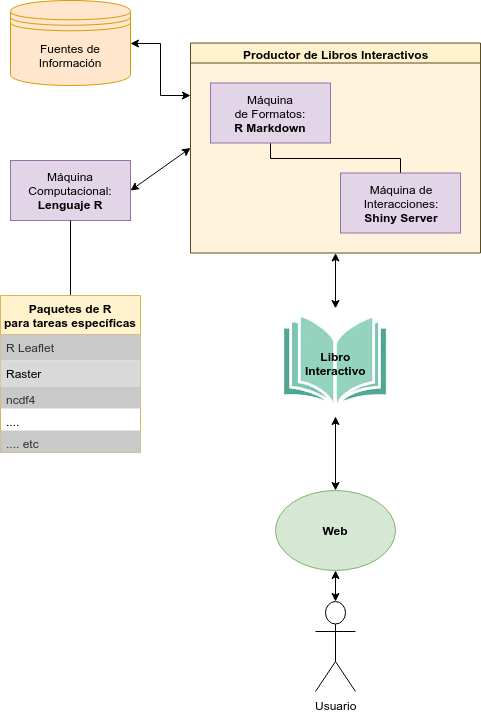 Fuentes de
Información
Productor de Libros Interactivos
Máquina
de Formatos:
R Markdown
Máquina
Computacional:
Lenguaje R
Máquina de
Interacciones:
Shiny Server
Paquetes de R
para tareas específicas
R Leaflet
Raster
ncdf4
....
.... etc
Libro
Interactivo
Web
Usuario